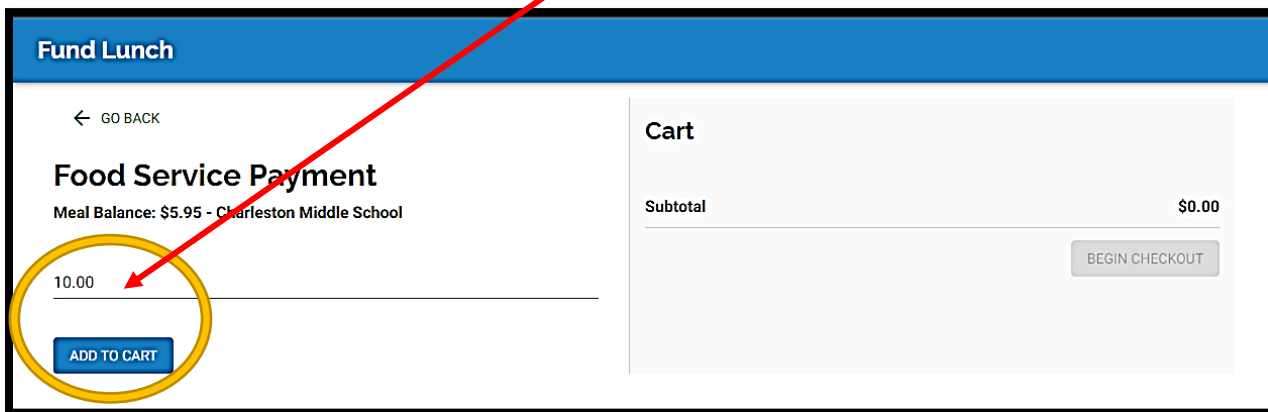 Fund Lunch
← GO BACK
Food Service Payment
Meal Balance: $5.95 - Charleston Middle School
10.00
ADD TO CART
Cart
Subtotal $0.00
BEGIN CHECKOUT